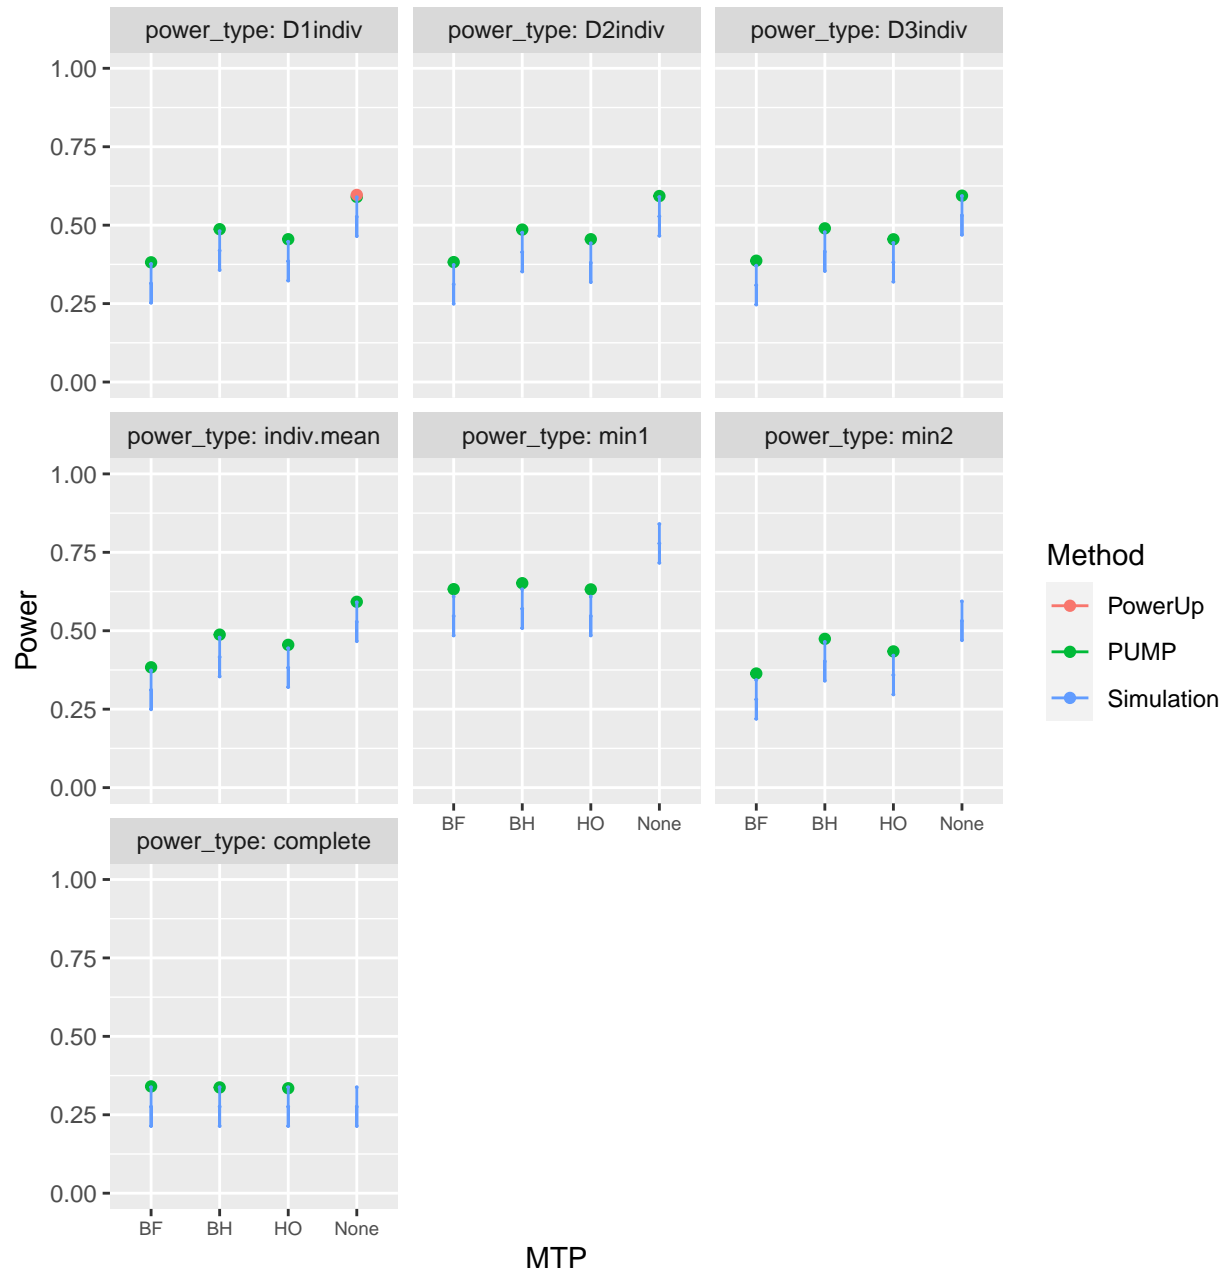 power_type: D1indiv
power_type: D2indiv
power_type: D3indiv
1.00
0.75
0.50
0.25
0.00
power_type: indiv.mean
power_type: min1
power_type: min2
1.00
0.75
0.50
0.25
0.00
BF BH HO None
BF BH HO None
power_type: complete
1.00
0.75
0.50
0.25
0.00
BF BH HO None
Power
MTP
Method
PowerUp
PUMP
Simulation